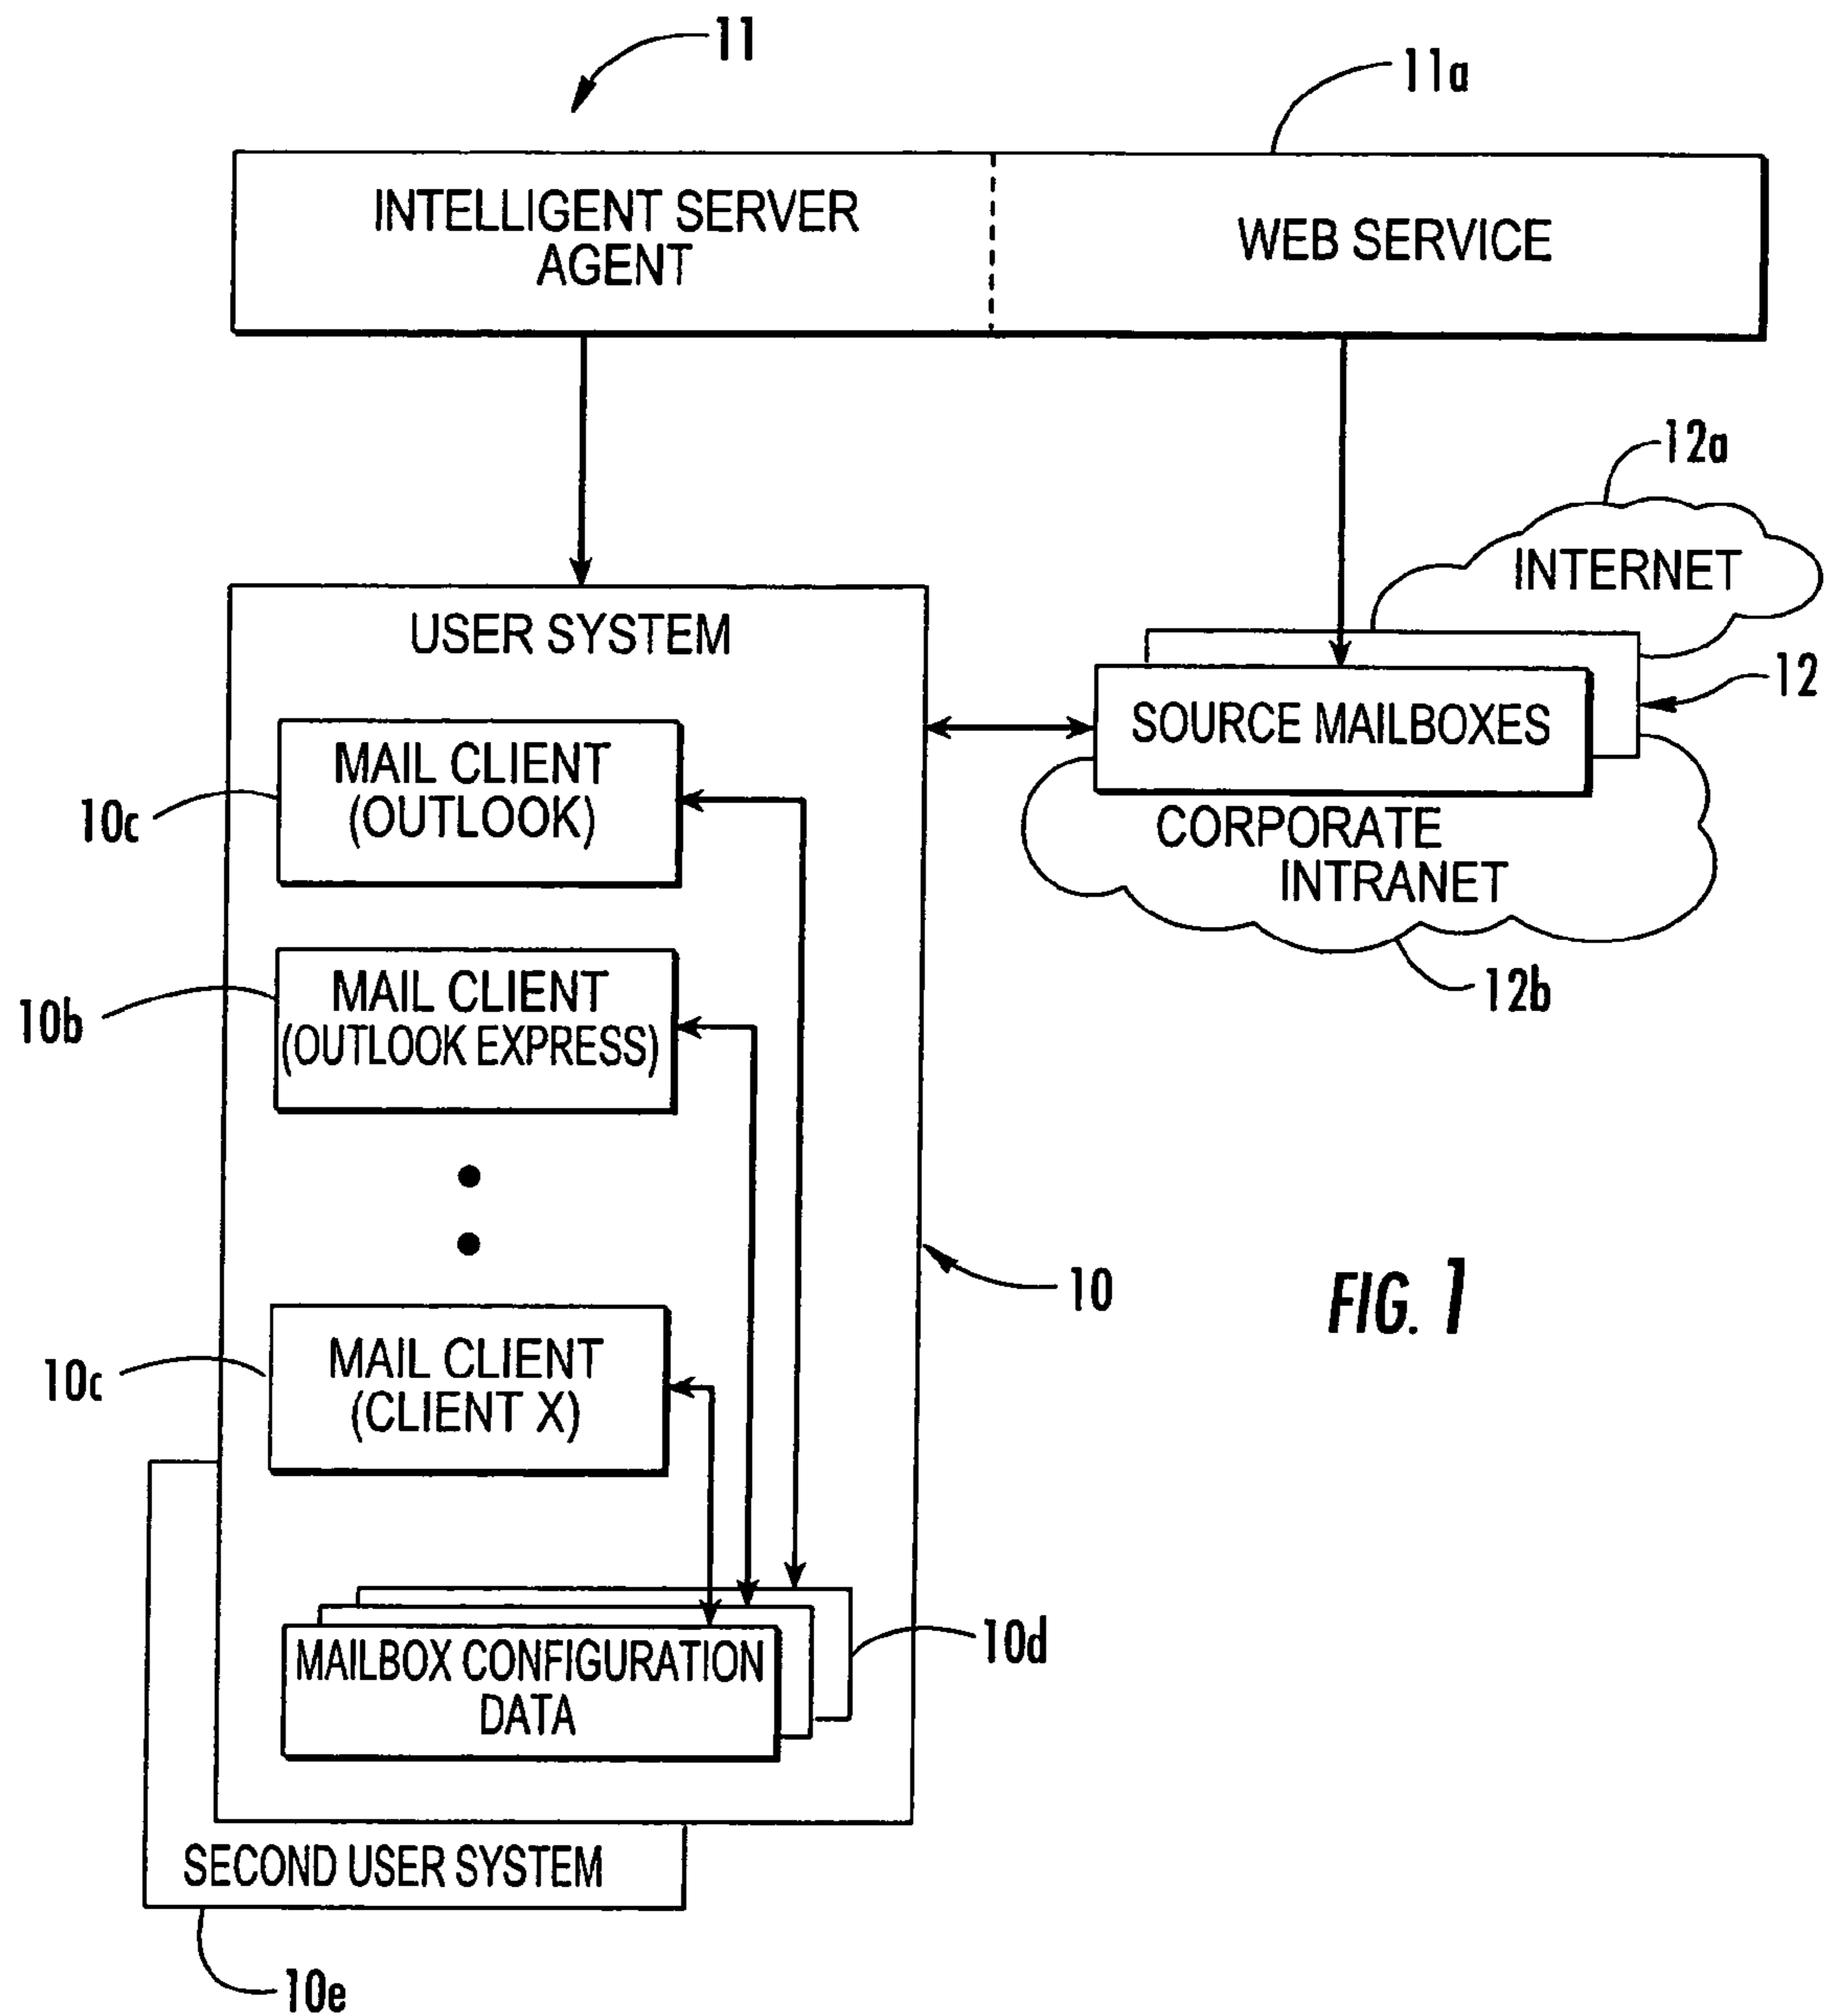 11
11a
INTELLIGENT SERVER
AGENT
WEB SERVICE
12a
INTERNET
USER SYSTEM
12
SOURCE MAILBOXES
MAIL CLIENT
(OUTLOOK)
10c
CORPORATE
INTRANET
12b
MAIL CLIENT
(OUTLOOK EXPRESS)
10b
10
FIG. 1
MAIL CLIENT
(CLIENT X)
10c
10d
MAILBOX CONFIGURATION
DATA
SECOND USER SYSTEM
10e